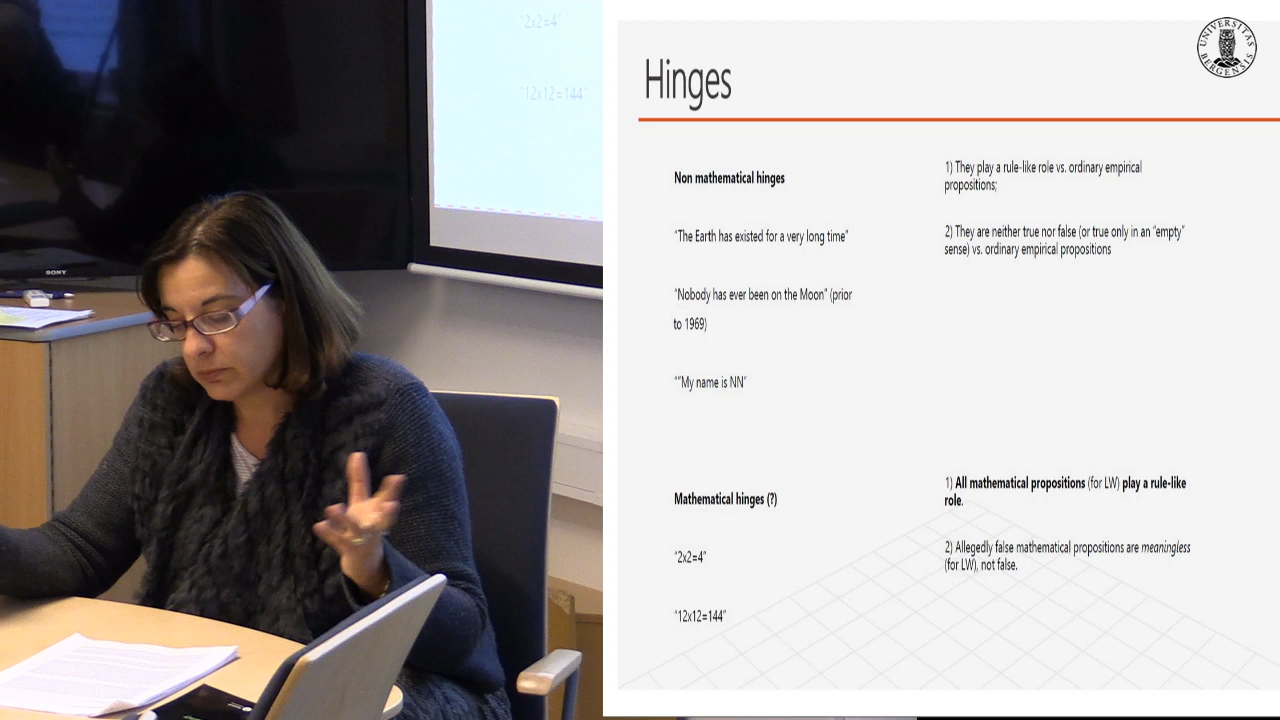 "2x2=4"
"12x12=144"
SONY
UNIVERSITAS
BERGENSIS
Hinges
Non mathematical hinges
"The Earth has existed for a very long time"
"Nobody has ever been on the Moon" (prior
to 1969)
""My name is NN"
1) They play a rule-like role vs. ordinary empirical
propositions;
2) They are neither true nor false (or true only in an "empty"
sense) vs. ordinary empirical propositions
Mathematical hinges (?)
"2x2=4"
"12x12=144"
1) All mathematical propositions (for LW) play a rule-like
role.
2) Allegedly false mathematical propositions are meaningless
(for LW), not false.